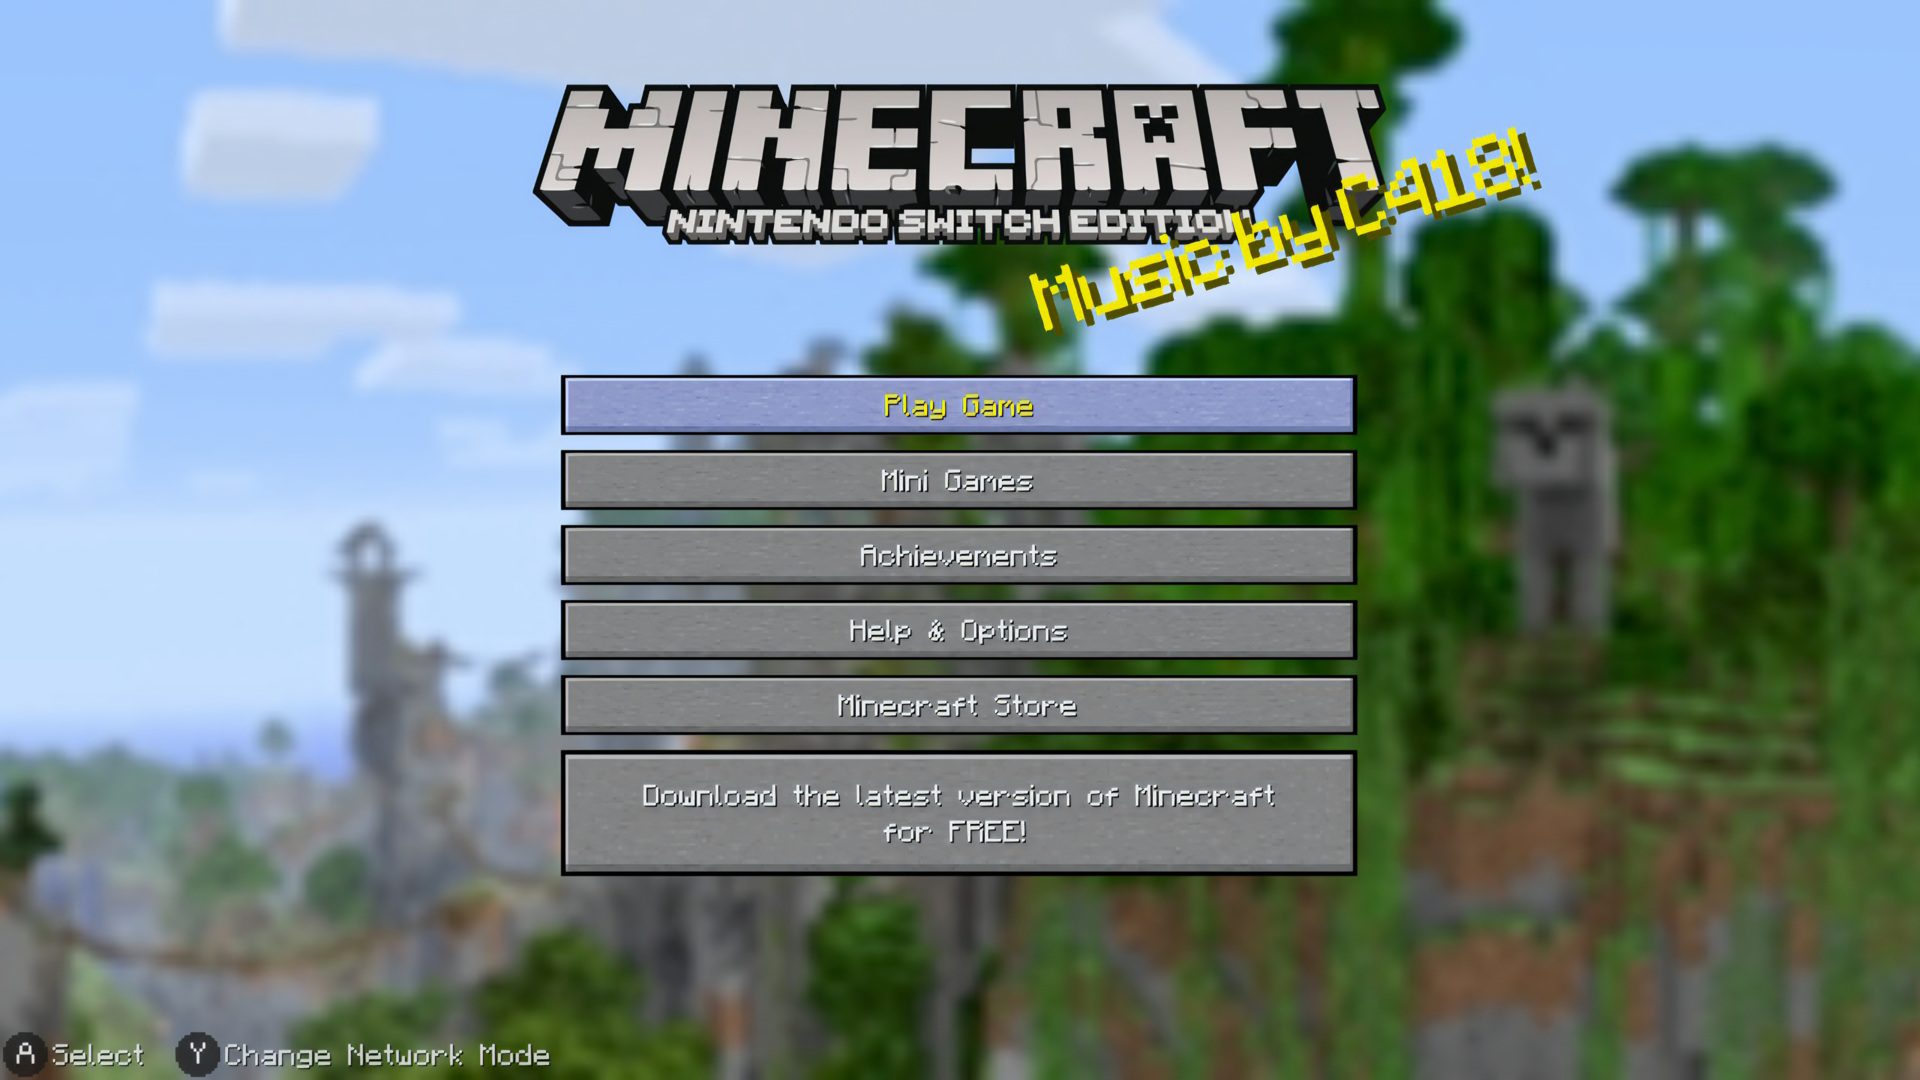 MINECRAFT
NINTENDO SWITCH EDITION
Music by C418!
Play Game
Mini Games
Achievements
Help & Options
Minecraft Store
Download the latest version of Minecraft
for FREE!
A Select Y Change Network Mode